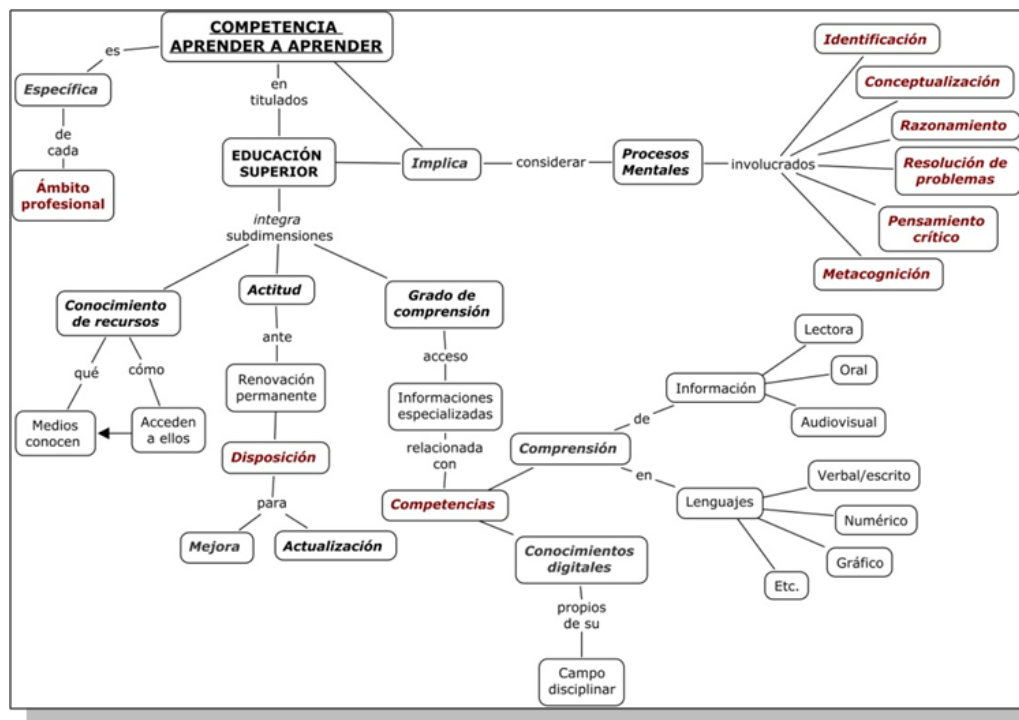 COMPETENCIA
APRENDER A APRENDER
es
Específica
de
cada
Ámbito
profesional
en
titulados
EDUCACIÓN
SUPERIOR
Implica
considerar
Procesos
Mentales
involucrados
Identificación
Conceptualización
Razonamiento
Resolución de
problemas
Pensamiento
crítico
Metacognición
integra
subdimensiones
Conocimiento
de recursos
qué
cómo
Medios
conocen
Acceden
a ellos
Actitud
ante
Renovación
permanente
Disposición
para
Mejora
Actualización
Grado de
comprensión
acceso
Informaciones
especializadas
relacionada
con
Competencias
Comprensión
de
Información
Lectora
Oral
Audiovisual
en
Lenguajes
Verbal/escrito
Numérico
Gráfico
Etc.
Conocimientos
digitales
propios
de su
Campo
disciplinar